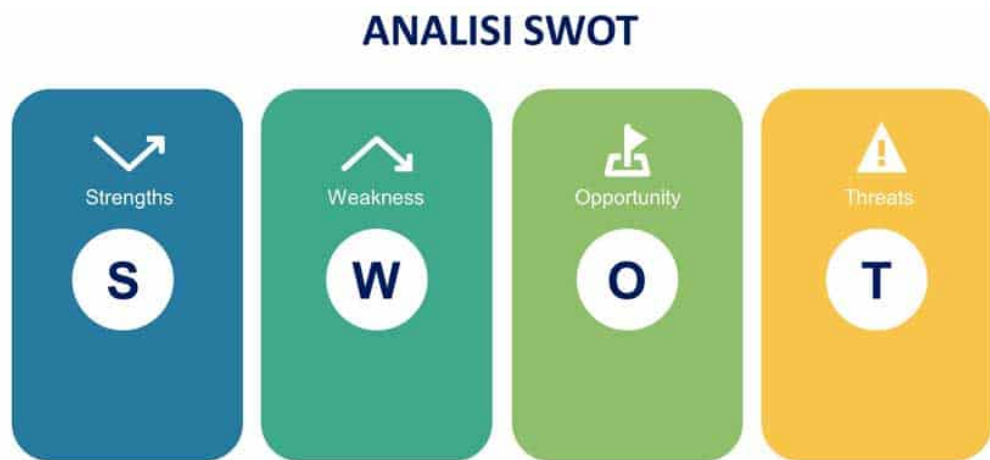 ANALISI SWOT
Strengths
Weakness
Opportunity
Threats
S
W
O
T